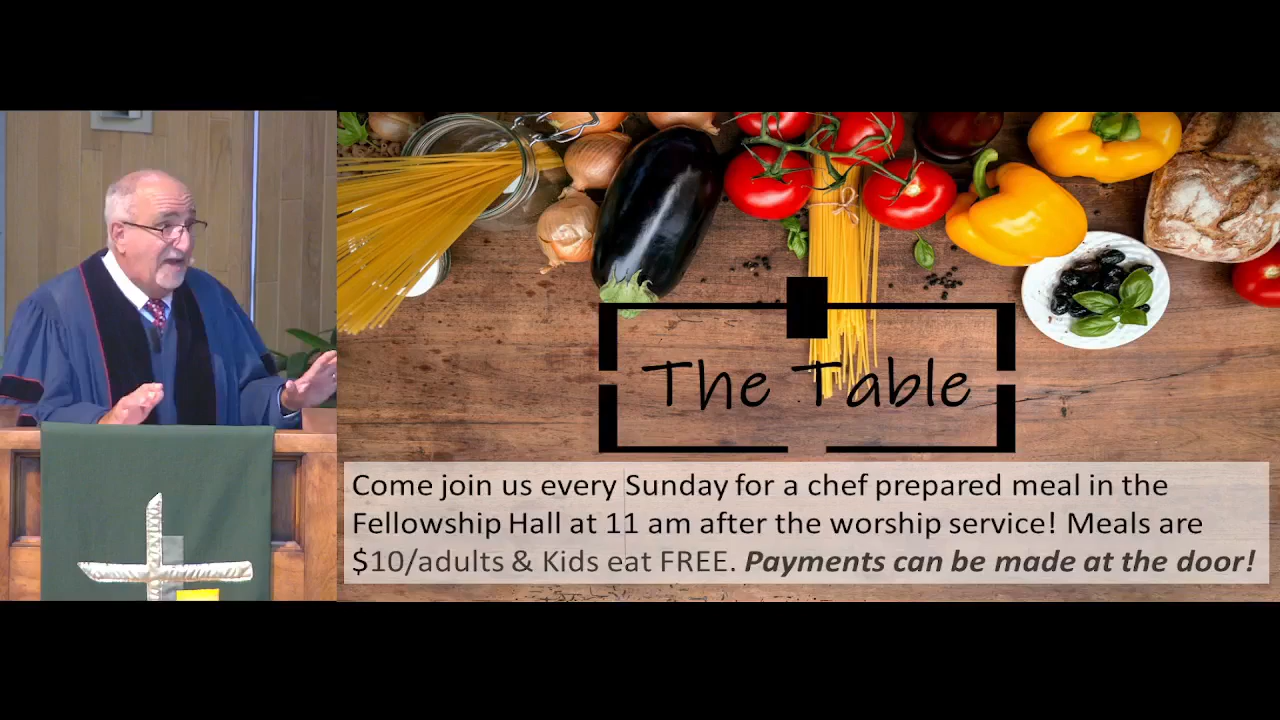 The Table
Come join us every Sunday for a chef prepared meal in the
Fellowship Hall at 11 am after the worship service! Meals are
$10/adults & Kids eat FREE. Payments can be made at the door!